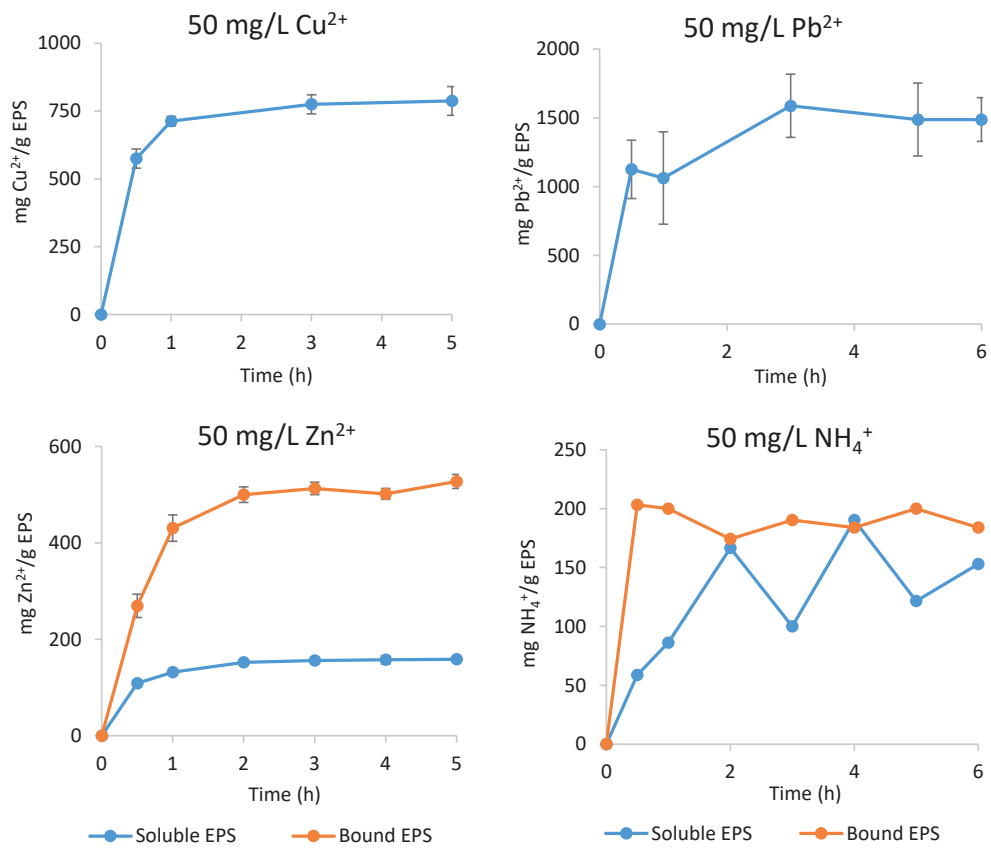 50 mg/L Cu²⁺
1000
750
500
250
0
mg Cu²⁺/g EPS
0 1 2 3 4 5
Time (h)
50 mg/L Pb²⁺
2000
1500
1000
500
0
mg Pb²⁺/g EPS
0 2 4 6
Time (h)
50 mg/L Zn²⁺
600
400
200
0
mg Zn²⁺/g EPS
0 1 2 3 4 5
Time (h)
Soluble EPS Bound EPS
50 mg/L NH₄⁺
250
200
150
100
50
0
mg NH₄⁺/g EPS
0 2 4 6
Time (h)
Soluble EPS Bound EPS